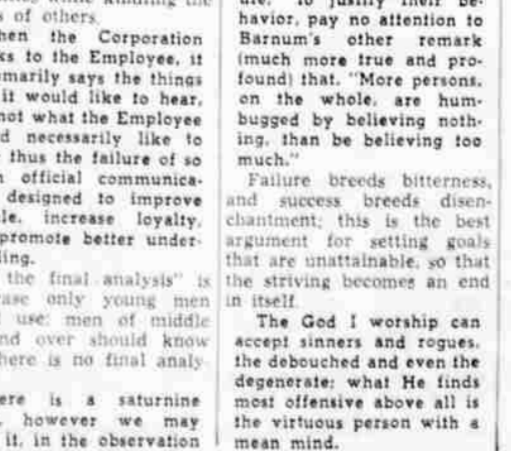 s of others.
hen the Corporation
ks to the Employee, it
marily says the things
it would like to hear,
not what the Employee
d necessarily like to
thus the failure of so
n official communica-
designed to improve
le, increase loyalty,
promote better under-
ding.
the final analysis" is
rase only young men
use; men of middle
nd over should know
here is no final analy-
ere is a saturnine
, however we may
it, in the observation
havior, pay no attention to
Barnum's other remark
(much more true and pro-
found) that, "More persons,
on the whole, are hum-
bugged by believing noth-
ing, than be believing too
much."
Failure breeds bitterness,
and success breeds disen-
chantment; this is the best
argument for setting goals
that are unattainable, so that
the striving becomes an end
in itself.
The God I worship can
accept sinners and rogues,
the debouched and even the
degenerate; what He finds
most offensive above all is
the virtuous person with a
mean mind.